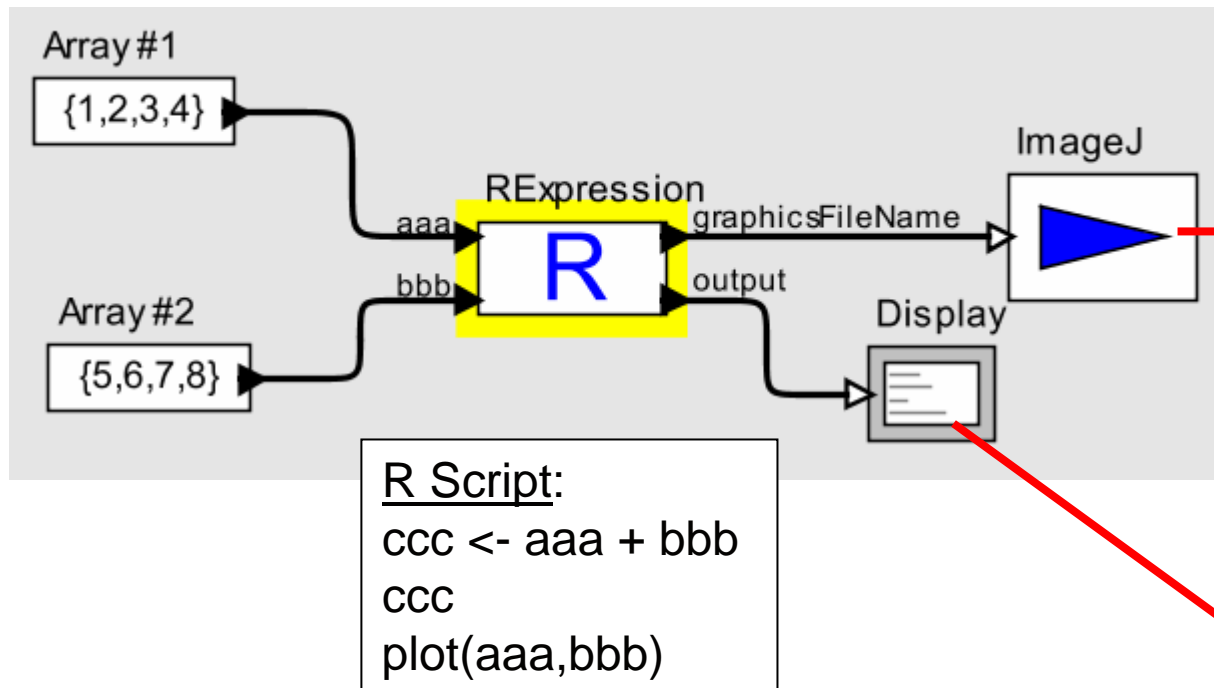 Array #1
{1,2,3,4}
ImageJ
RExpression
aaa
graphicsFileName
R
bbb
output
Array #2
{5,6,7,8}
Display
R Script:
ccc <- aaa + bbb
ccc
plot(aaa,bbb)